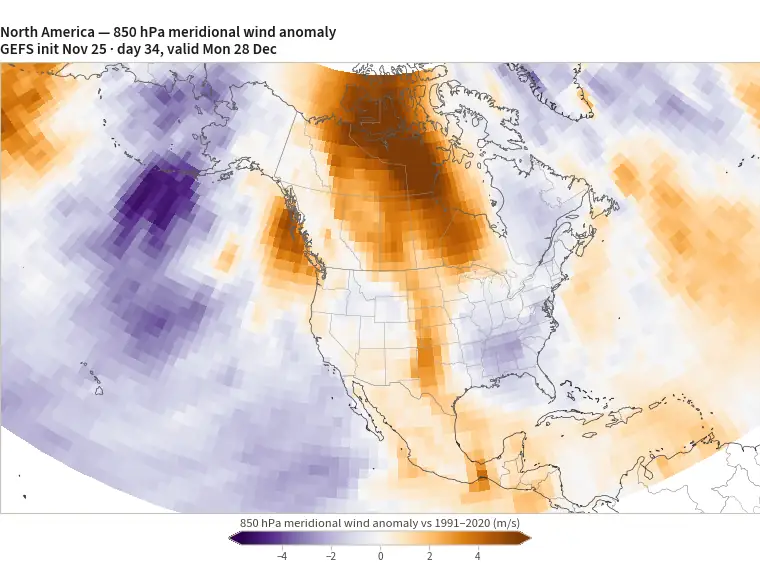 North America — 850 hPa meridional wind anomaly
GEFS init Nov 25 · day 34, valid Mon 28 Dec
850 hPa meridional wind anomaly vs 1991–2020 (m/s)
−4 −2 0 2 4